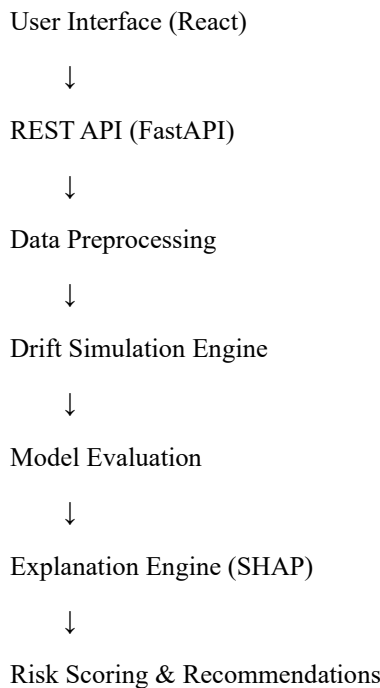 User Interface (React)
↓
REST API (FastAPI)
↓
Data Preprocessing
↓
Drift Simulation Engine
↓
Model Evaluation
↓
Explanation Engine (SHAP)
↓
Risk Scoring & Recommendations